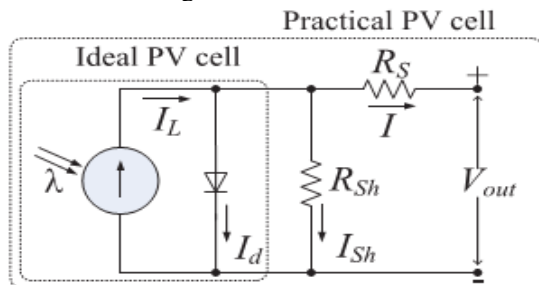 Practical PV cell
Ideal PV cell
R_S
+
I_L
I
λ
R_Sh
V_out
I_d
I_Sh
-